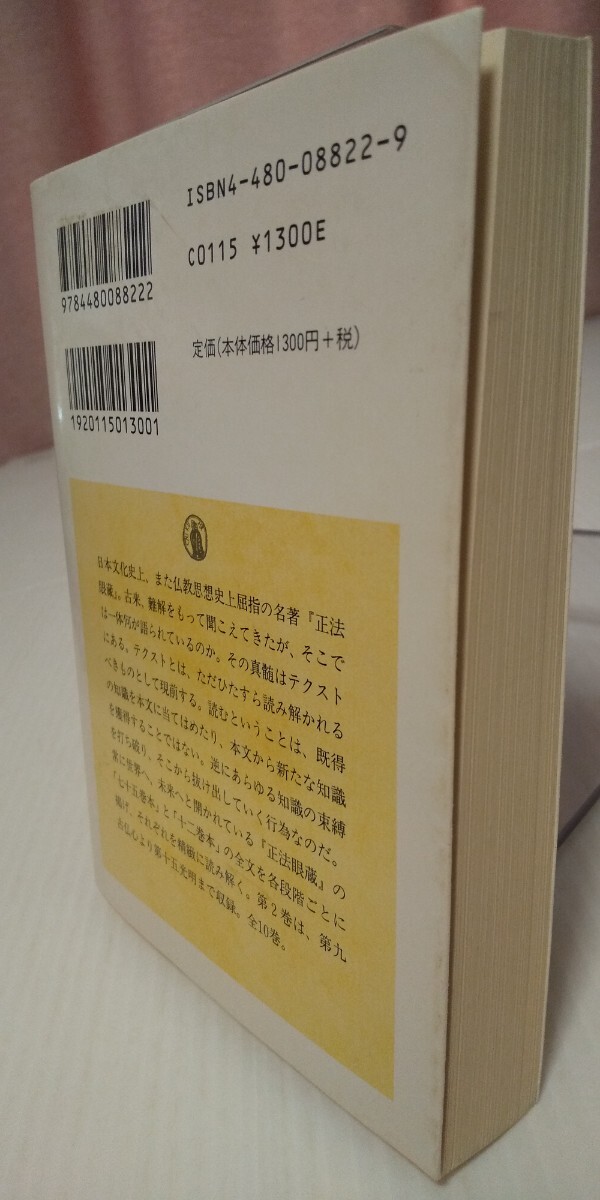 ISBN4-480-08822-9
C0115 ¥1300E
9784480088222
定価(本体価格1300円+税)
1920115013001
日本文化史上、また仏教思想史上屈指の名著『正法
眼蔵』。古来、難解をもって聞こえてきたが、そこで
は一体何が語られているのか。その真髄はテクスト
にある。テクストとは、ただひたすら読み解かれる
べきものとして現前する。読むということは、既得
の知識を本文に当てはめたり、本文から新たな知識
を獲得することではない。逆にあらゆる知識の束縛
を打ち破り、そこから抜け出していく行為なのだ。
常に世界へ、未来へと開かれている『正法眼蔵』の
「七十五巻本」と「十二巻本」の全文を各段階ごとに
掲げ、それぞれを精緻に読み解く。第2巻は、第九
古仏心より第十五光明まで収録。全10巻。